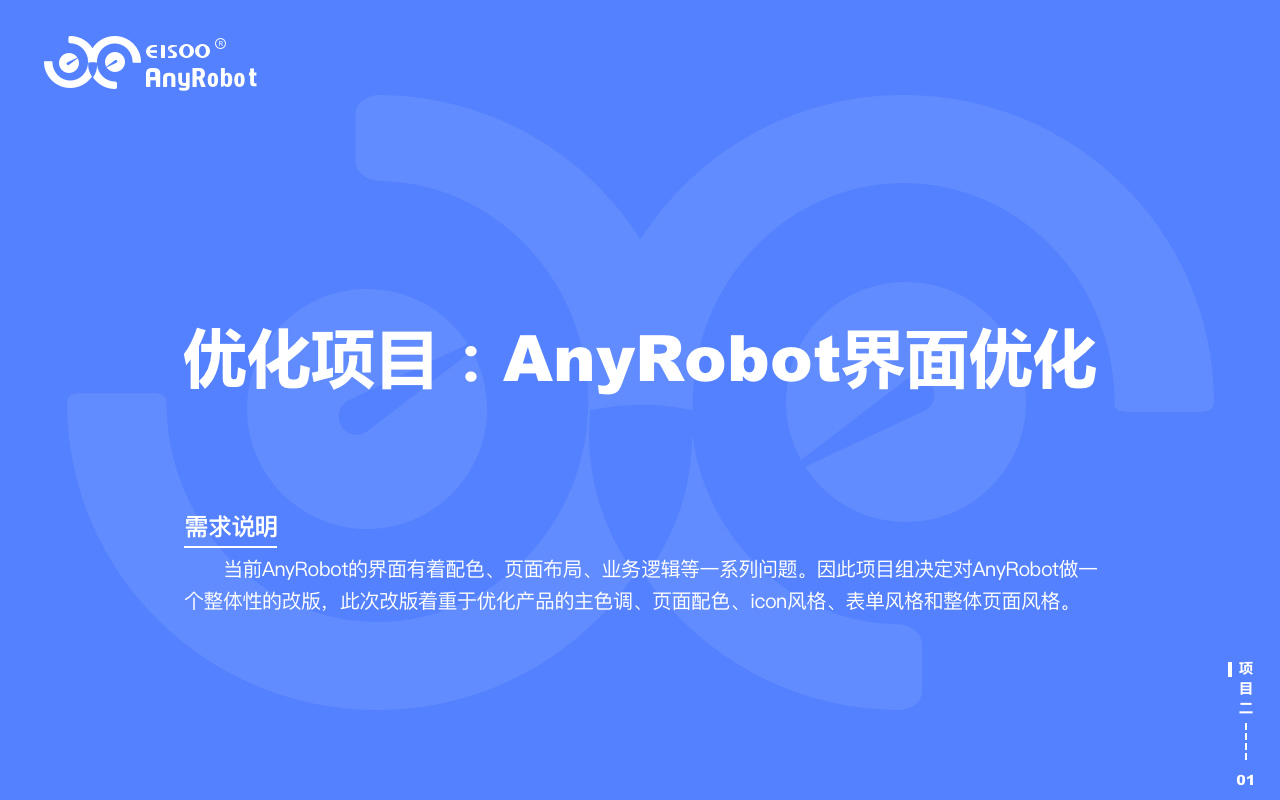 EISOO ®
AnyRobot
优化项目：AnyRobot界面优化
需求说明
当前AnyRobot的界面有着配色、页面布局、业务逻辑等一系列问题。因此项目组决定对AnyRobot做一
个整体性的改版，此次改版着重于优化产品的主色调、页面配色、icon风格、表单风格和整体页面风格。
项
目
二
01